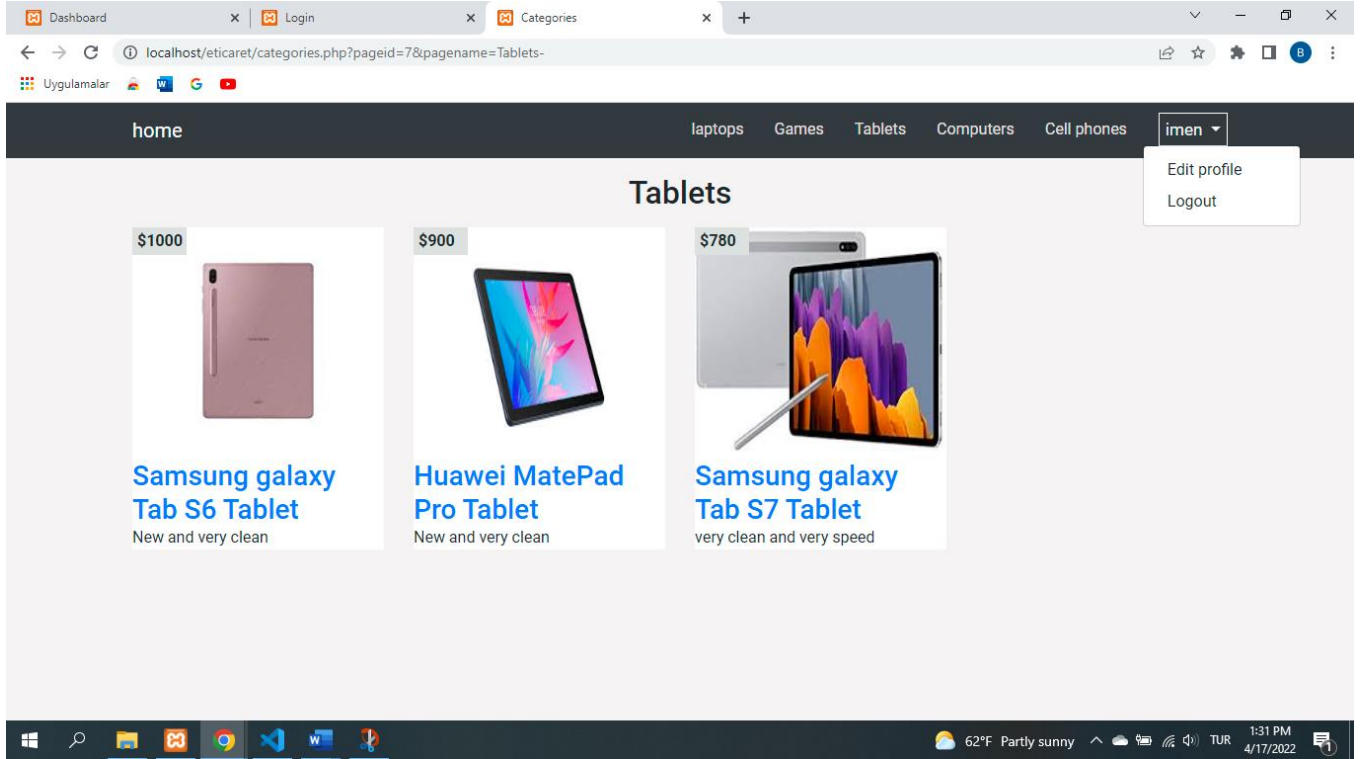 Dashboard
Login
Categories
localhost/eticaret/categories.php?pageid=7&pagename=Tablets-
B
Uygulamalar
home
laptops
Games
Tablets
Computers
Cell phones
imen
Edit profile
Logout
Tablets
$1000
$900
$780
Samsung galaxy
Tab S6 Tablet
New and very clean
Huawei MatePad
Pro Tablet
New and very clean
Samsung galaxy
Tab S7 Tablet
very clean and very speed
62°F Partly sunny
TUR
1:31 PM
4/17/2022
1